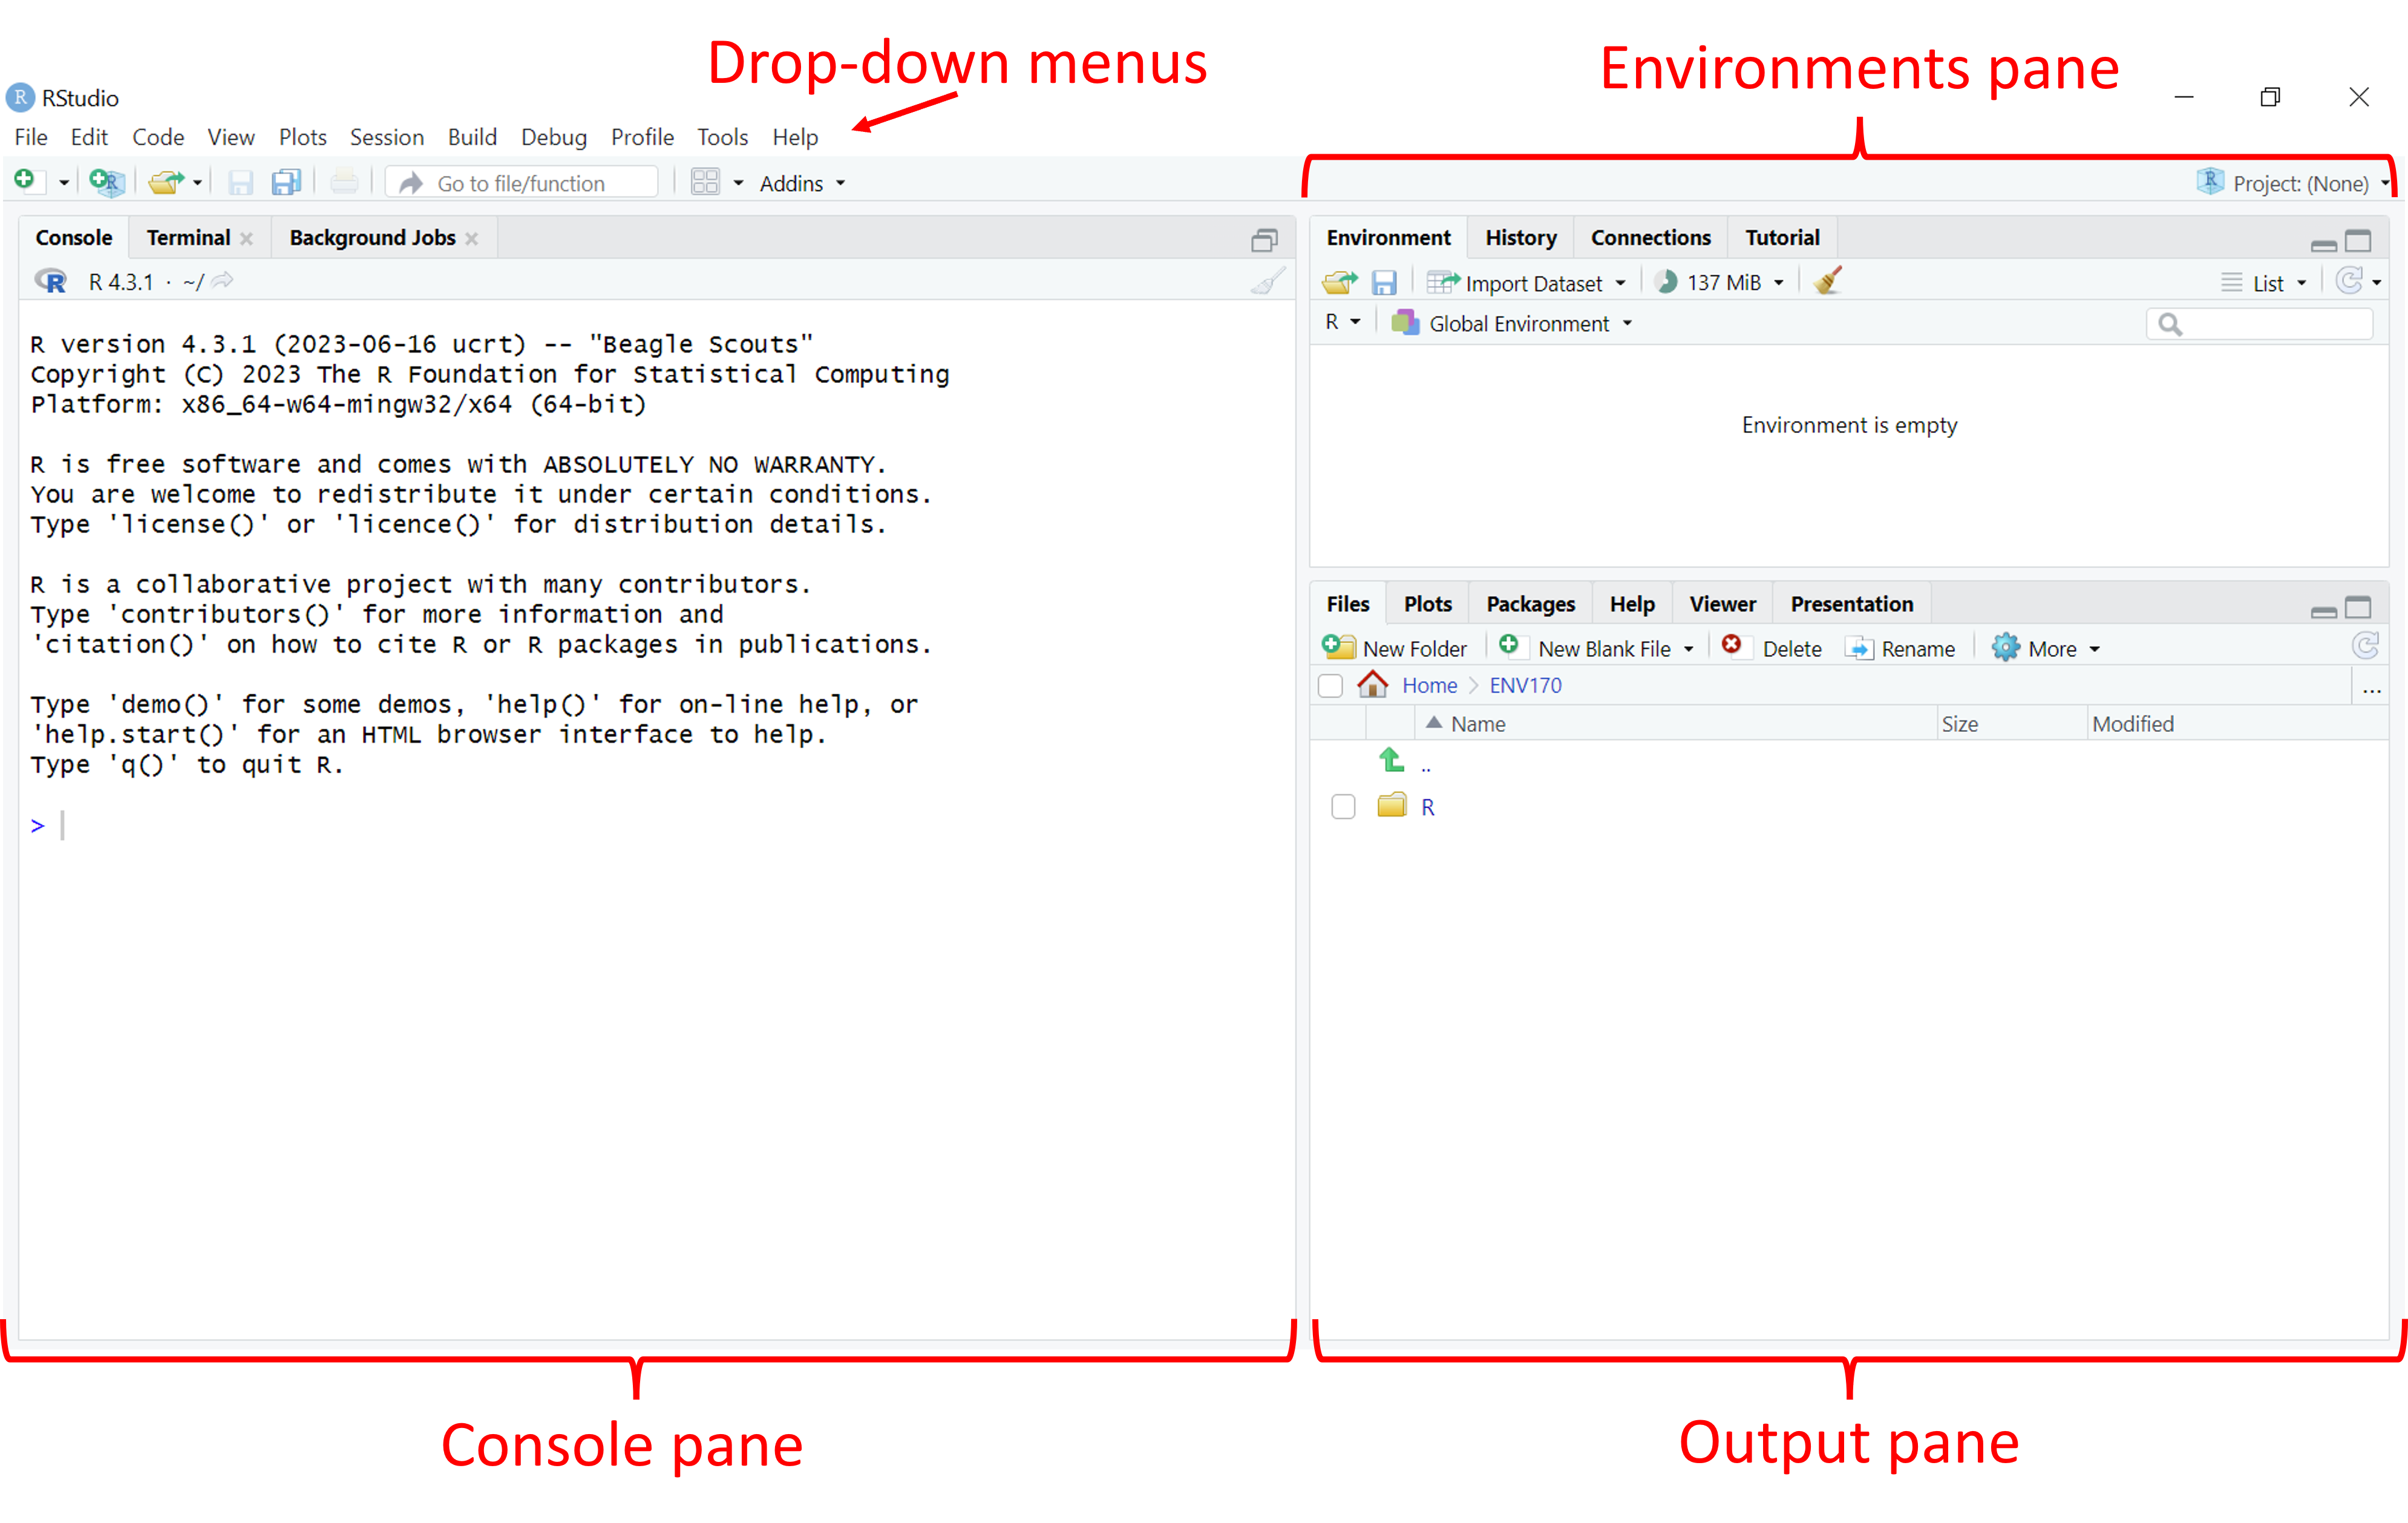 Drop-down menus
Environments pane
RStudio
File Edit Code View Plots Session Build Debug Profile Tools Help
Go to file/function Addins Project: (None)
Console Terminal Background Jobs
R 4.3.1 · ~/
R version 4.3.1 (2023-06-16 ucrt) -- "Beagle Scouts"
Copyright (C) 2023 The R Foundation for Statistical Computing
Platform: x86_64-w64-mingw32/x64 (64-bit)
R is free software and comes with ABSOLUTELY NO WARRANTY.
You are welcome to redistribute it under certain conditions.
Type 'license()' or 'licence()' for distribution details.
R is a collaborative project with many contributors.
Type 'contributors()' for more information and
'citation()' on how to cite R or R packages in publications.
Type 'demo()' for some demos, 'help()' for on-line help, or
'help.start()' for an HTML browser interface to help.
Type 'q()' to quit R.
>
Environment History Connections Tutorial
Import Dataset 137 MiB List
R Global Environment
Environment is empty
Files Plots Packages Help Viewer Presentation
New Folder New Blank File Delete Rename More
Home ENV170 ...
Name Size Modified
..
R
Console pane
Output pane